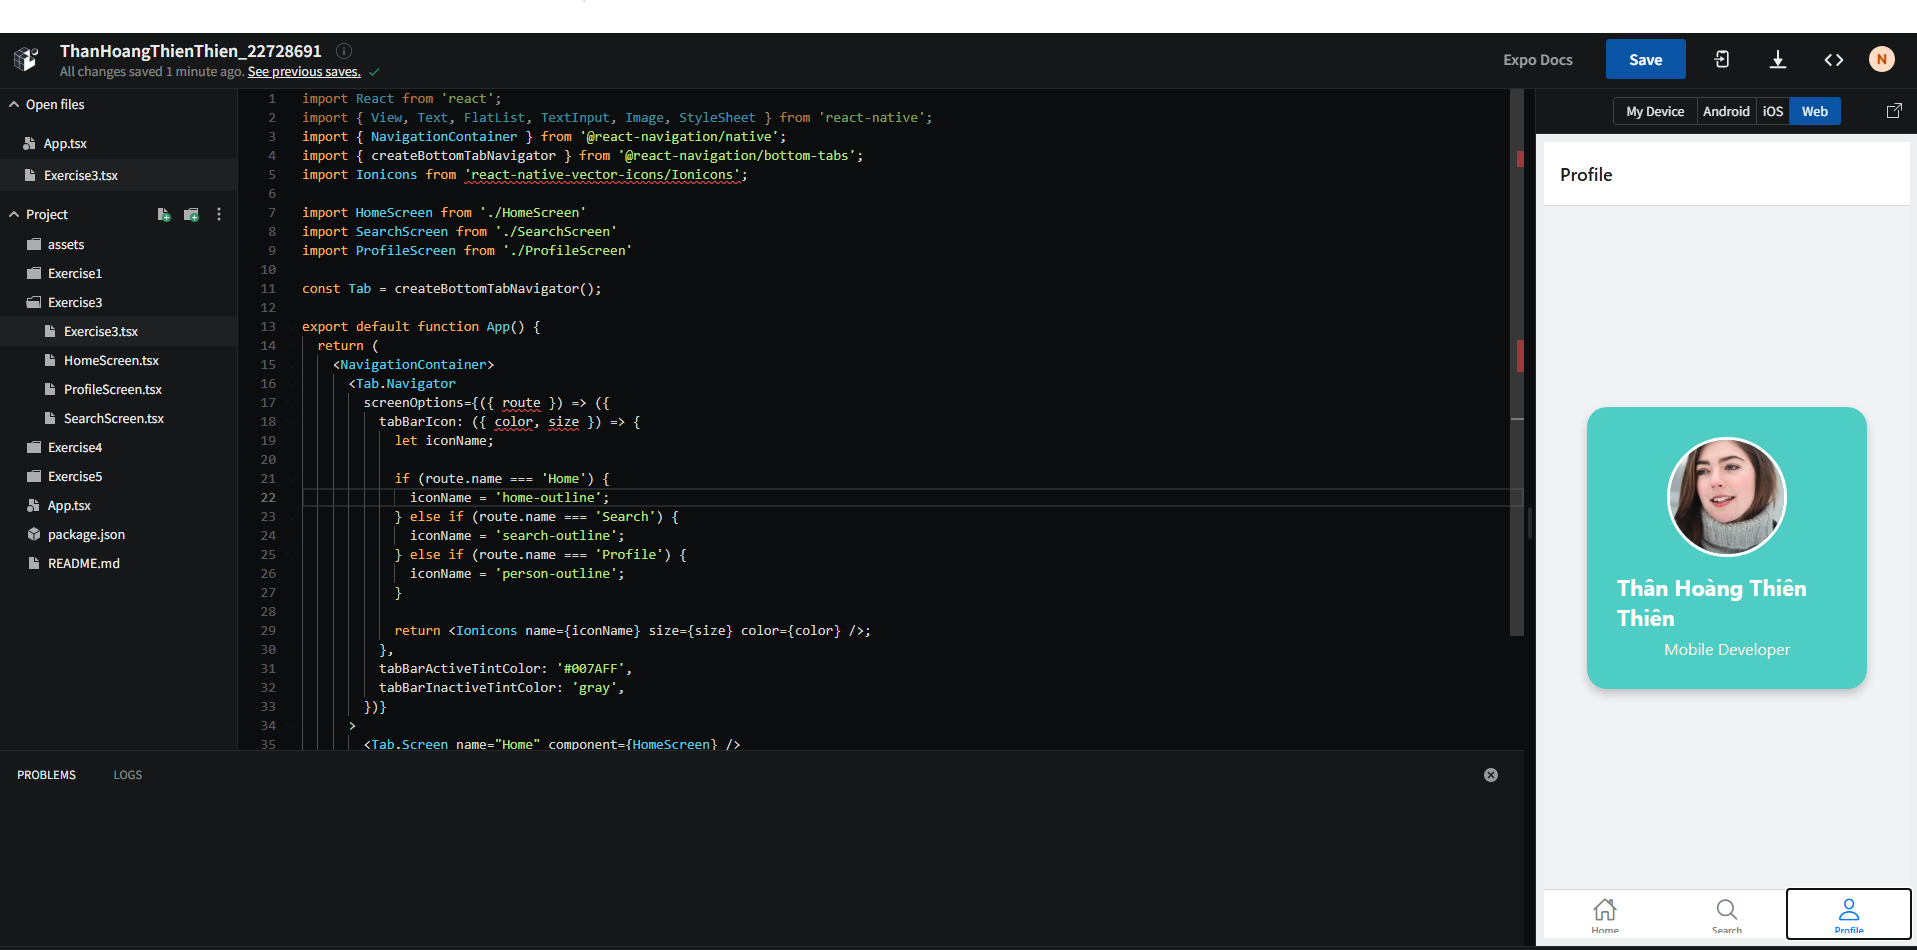 ThanHoangThienThien_22728691
All changes saved 1 minute ago. See previous saves.
Expo Docs
Save
N
Open files
App.tsx
Exercise3.tsx
Project
assets
Exercise1
Exercise3
Exercise3.tsx
HomeScreen.tsx
ProfileScreen.tsx
SearchScreen.tsx
Exercise4
Exercise5
App.tsx
package.json
README.md
1 import React from 'react';
2 import { View, Text, FlatList, TextInput, Image, StyleSheet } from 'react-native';
3 import { NavigationContainer } from '@react-navigation/native';
4 import { createBottomTabNavigator } from '@react-navigation/bottom-tabs';
5 import Ionicons from 'react-native-vector-icons/Ionicons';
6
7 import HomeScreen from './HomeScreen'
8 import SearchScreen from './SearchScreen'
9 import ProfileScreen from './ProfileScreen'
10
11 const Tab = createBottomTabNavigator();
12
13 export default function App() {
14 return (
15 <NavigationContainer>
16 <Tab.Navigator
17 screenOptions={({ route }) => ({
18 tabBarIcon: ({ color, size }) => {
19 let iconName;
20
21 if (route.name === 'Home') {
22 iconName = 'home-outline';
23 } else if (route.name === 'Search') {
24 iconName = 'search-outline';
25 } else if (route.name === 'Profile') {
26 iconName = 'person-outline';
27 }
28
29 return <Ionicons name={iconName} size={size} color={color} />;
30 },
31 tabBarActiveTintColor: '#007AFF',
32 tabBarInactiveTintColor: 'gray',
33 })}
34 >
35 <Tab.Screen name="Home" component={HomeScreen} />
PROBLEMS
LOGS
My Device
Android
iOS
Web
Profile
Thân Hoàng Thiên
Thiên
Mobile Developer
Home
Search
Profile